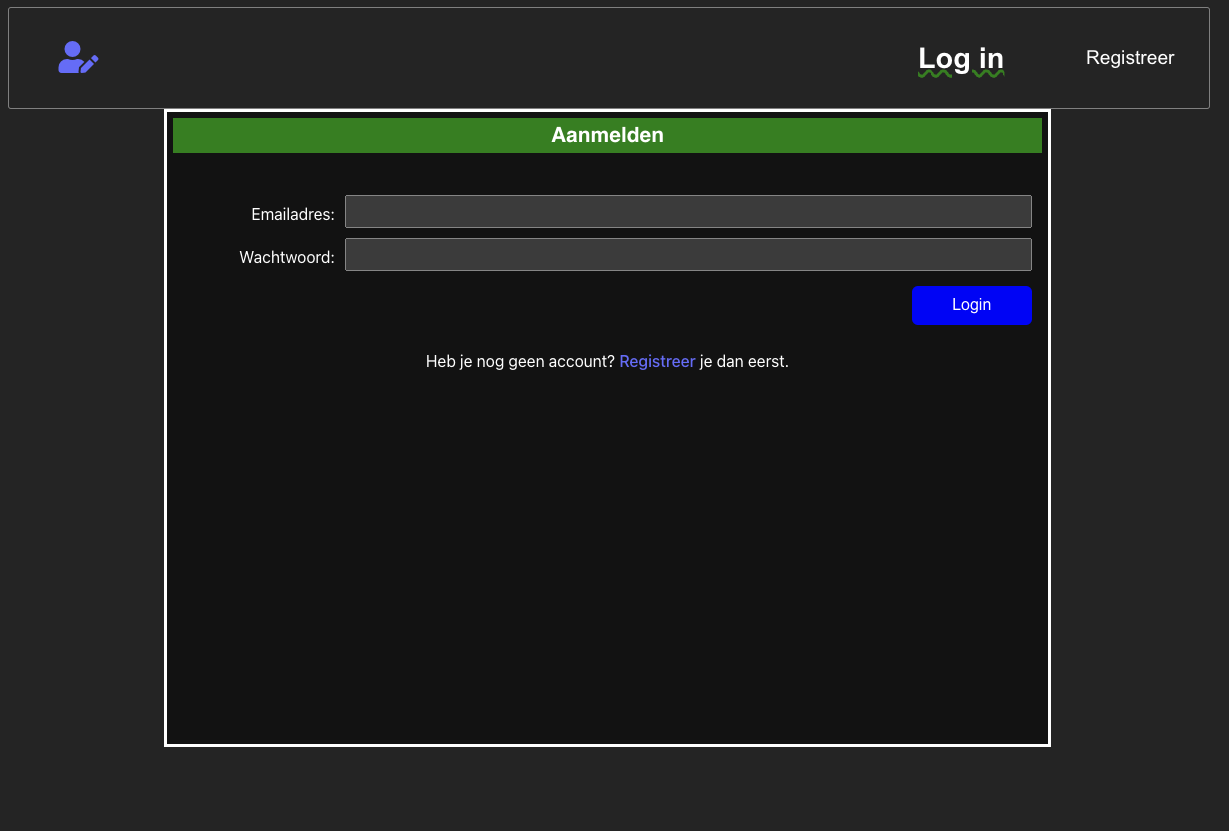 Log in
Registreer
Aanmelden
Emailadres:
Wachtwoord:
Login
Heb je nog geen account? Registreer je dan eerst.